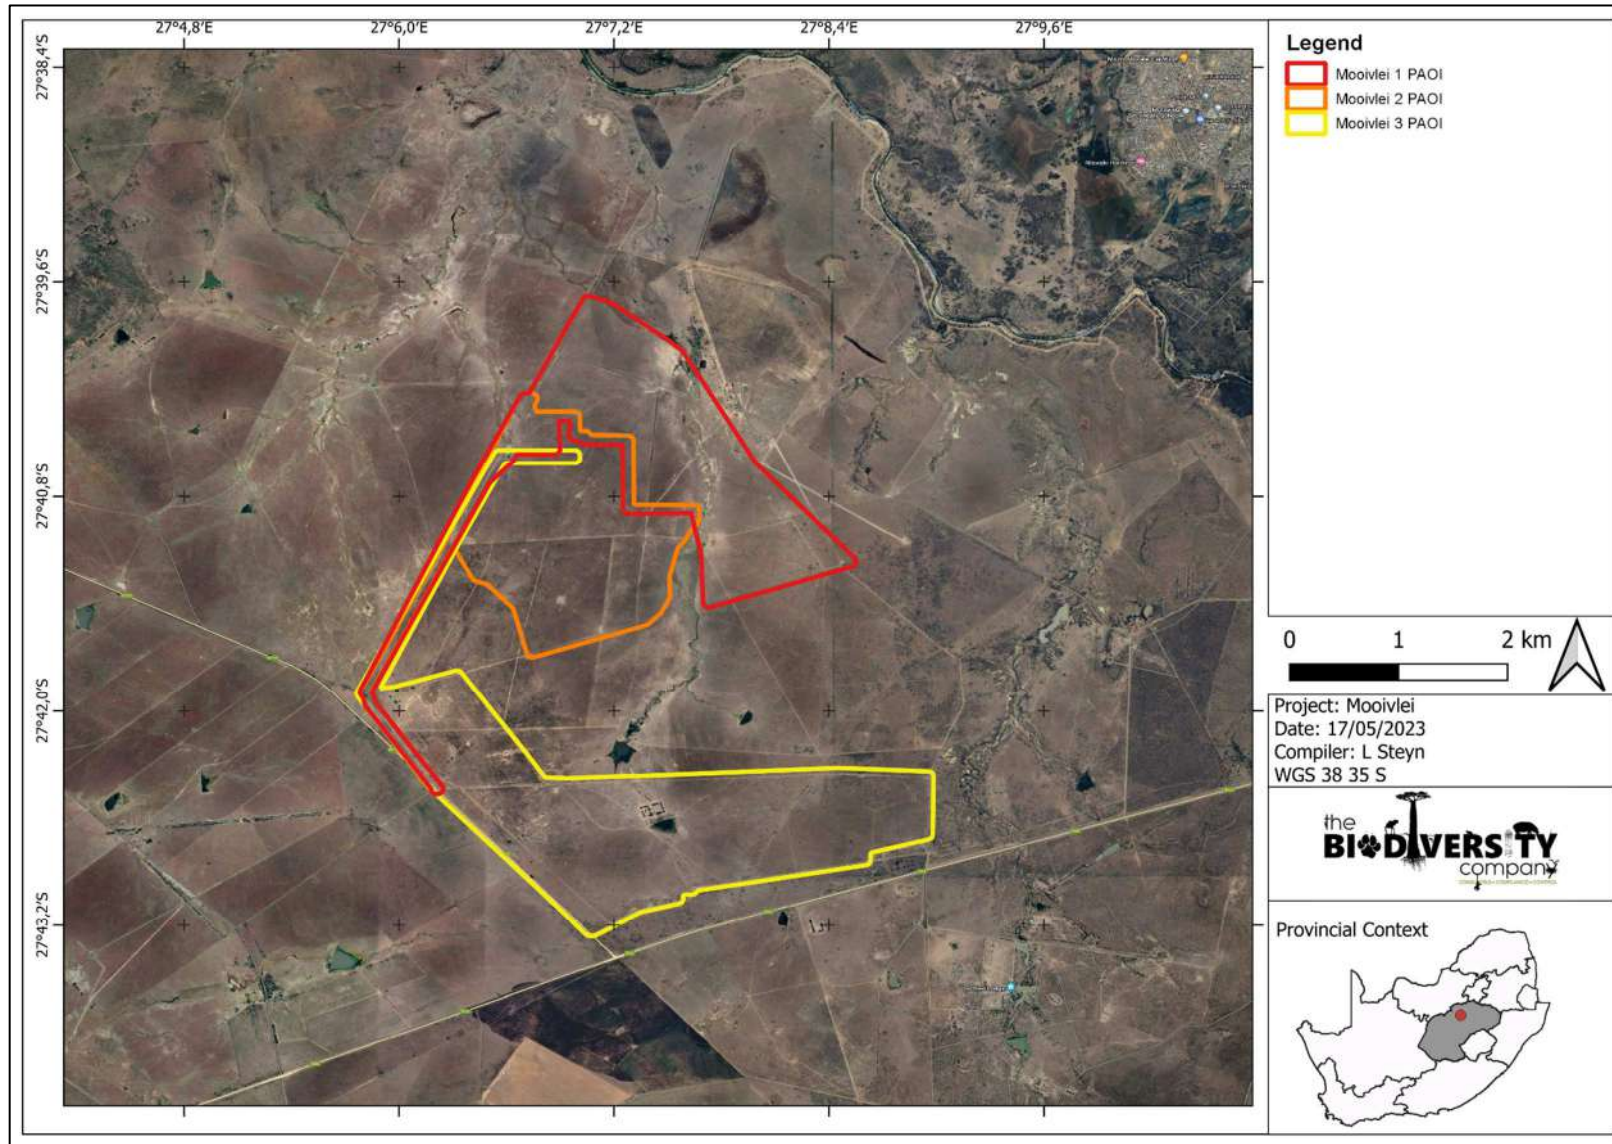 27°4,8′E
27°6,0′E
27°7,2′E
27°8,4′E
27°9,6′E
27°38,4′S
27°39,6′S
27°40,8′S
27°42,0′S
27°43,2′S
Legend
Mooivlei 1 PAOI
Mooivlei 2 PAOI
Mooivlei 3 PAOI
0 1 2 km
Project: Mooivlei
Date: 17/05/2023
Compiler: L Steyn
WGS 38 35 S
the
BIODIVERSITY
company
Provincial Context